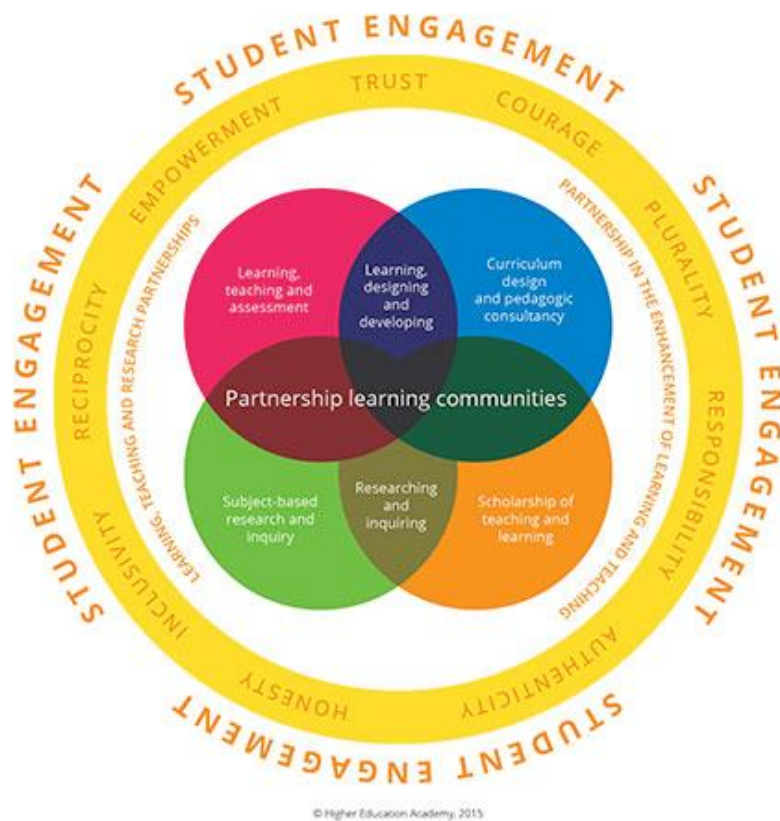 STUDENT ENGAGEMENT
STUDENT ENGAGEMENT
STUDENT ENGAGEMENT
STUDENT ENGAGEMENT
TRUST
COURAGE
PLURALITY
RESPONSIBILITY
AUTHENTICITY
HONESTY
INCLUSIVITY
RECIPROCITY
EMPOWERMENT
LEARNING, TEACHING AND RESEARCH PARTNERSHIPS
PARTNERSHIP IN THE ENHANCEMENT OF LEARNING AND TEACHING
Learning,
teaching and
assessment
Learning,
designing
and
developing
Curriculum
design
and pedagogic
consultancy
Partnership learning communities
Subject-based
research and
inquiry
Researching
and
inquiring
Scholarship of
teaching and
learning
© Higher Education Academy, 2015